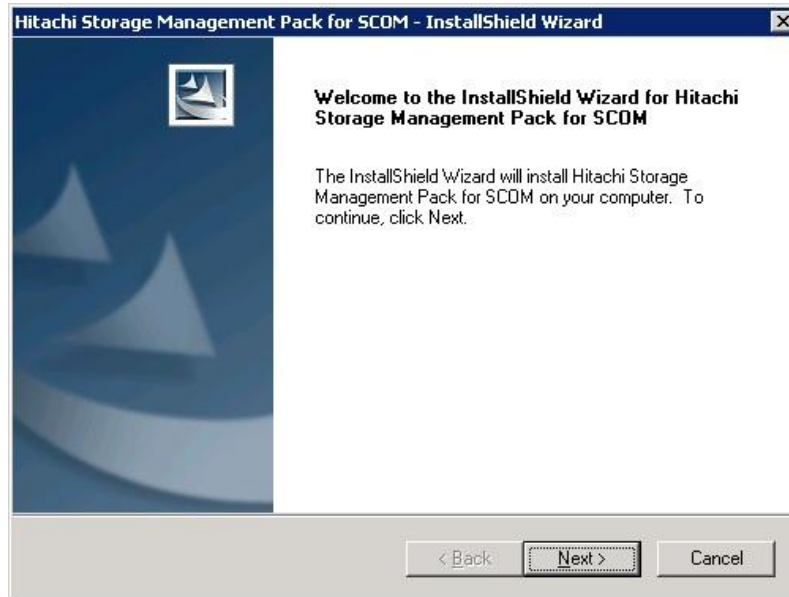 Hitachi Storage Management Pack for SCOM - InstallShield Wizard
Welcome to the InstallShield Wizard for Hitachi
Storage Management Pack for SCOM
The InstallShield Wizard will install Hitachi Storage
Management Pack for SCOM on your computer. To
continue, click Next.
< Back Next > Cancel